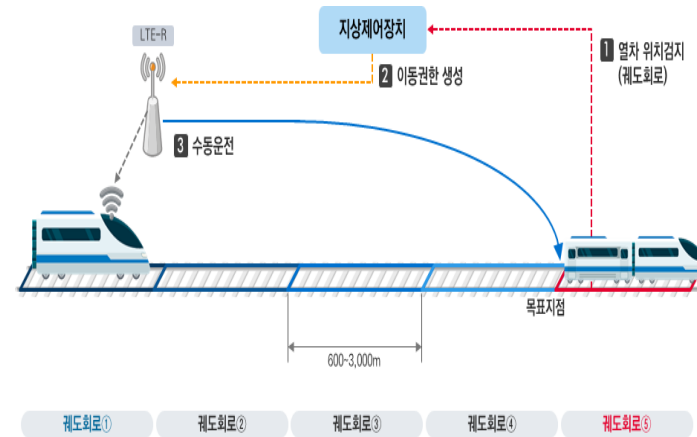 LTE-R
지상제어장치
1 열차 위치검지
(궤도회로)
2 이동권한 생성
3 수동운전
목표지점
600~3,000m
궤도회로①
궤도회로②
궤도회로③
궤도회로④
궤도회로⑤